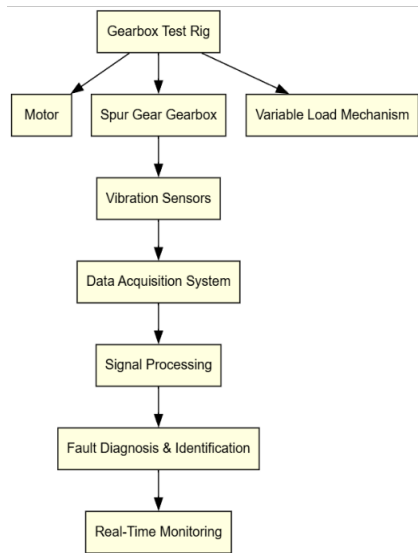 Gearbox Test Rig
Motor
Spur Gear Gearbox
Variable Load Mechanism
Vibration Sensors
Data Acquisition System
Signal Processing
Fault Diagnosis & Identification
Real-Time Monitoring